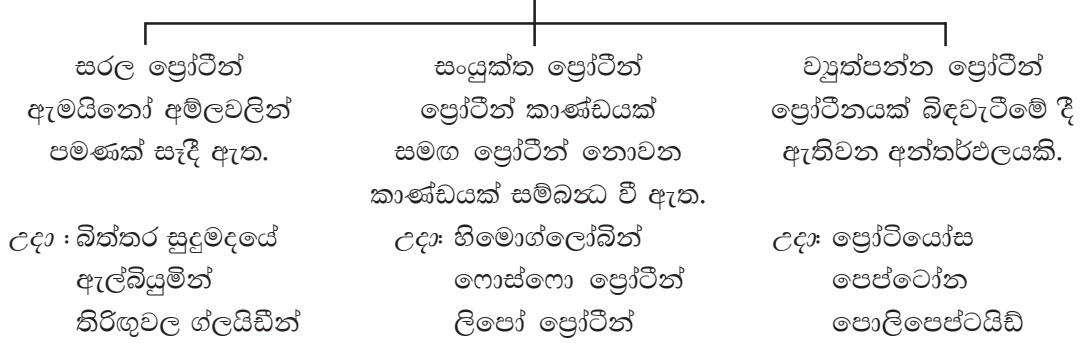 සරල ප්‍රෝටීන්
ඇමයිනෝ අම්ලවලින්
පමණක් සෑදී ඇත.
උදා : බිත්තර සුදුමදයේ
ඇල්බියුමින්
තිරිඟුවල ග්ලයිඩීන්
සංයුක්ත ප්‍රෝටීන්
ප්‍රෝටීන් කාණ්ඩයක්
සමඟ ප්‍රෝටීන් නොවන
කාණ්ඩයක් සම්බන්ධ වී ඇත.
උදා: හිමොග්ලෝබින්
ෆොස්ෆො ප්‍රෝටීන්
ලිපෝ ප්‍රෝටීන්
ව්‍යුත්පන්න ප්‍රෝටීන්
ප්‍රෝටීනයක් බිඳවැටීමේ දී
ඇතිවන අන්තර්ඵලයකි.
උදා: ප්‍රෝටියෝස
පෙප්ටෝන
පොලිපෙප්ටයිඩ්